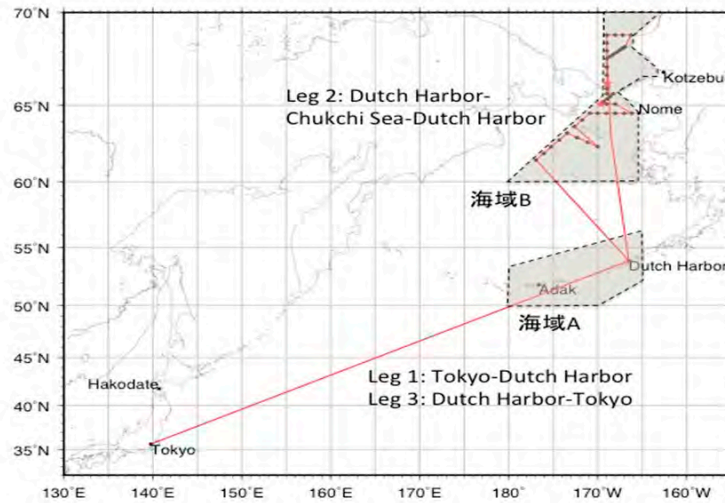 70°N
65°N
60°N
55°N
50°N
45°N
40°N
35°N
Kotzebu
Nome
Leg 2: Dutch Harbor-
Chukchi Sea-Dutch Harbor
海域B
Dutch Harbor
Adak
海域A
Leg 1: Tokyo-Dutch Harbor
Leg 3: Dutch Harbor-Tokyo
Hakodate
Tokyo
130°E 140°E 150°E 160°E 170°E 180° 170°W 160°W